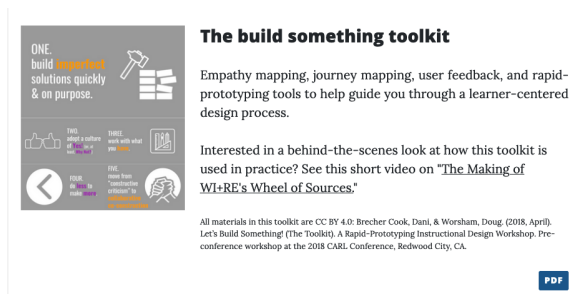 The build something toolkit
ONE.
build imperfect
solutions quickly
& on purpose.
TWO.
adopt a culture
THREE.
work with what
you have.
FOUR.
do less to
make more
FIVE.
move from
"constructive
criticism" to
Empathy mapping, journey mapping, user feedback, and rapid-
prototyping tools to help guide you through a learner-centered
design process.
Interested in a behind-the-scenes look at how this toolkit is
used in practice? See this short video on "The Making of
WI+RE's Wheel of Sources."
All materials in this toolkit are CC BY 4.0: Brecher Cook, Dani, & Worsham, Doug. (2018, April).
Let's Build Something! (The Toolkit). A Rapid-Prototyping Instructional Design Workshop. Pre-
conference workshop at the 2018 CARL Conference, Redwood City, CA.
PDF